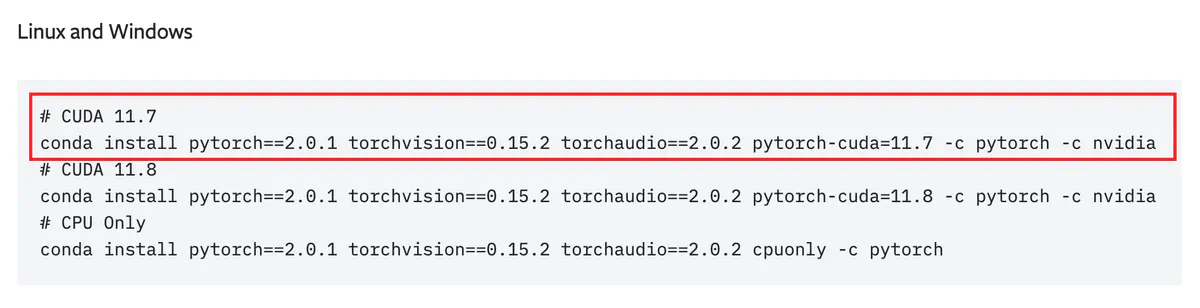 Linux and Windows
# CUDA 11.7
conda install pytorch==2.0.1 torchvision==0.15.2 torchaudio==2.0.2 pytorch-cuda=11.7 -c pytorch -c nvidia
# CUDA 11.8
conda install pytorch==2.0.1 torchvision==0.15.2 torchaudio==2.0.2 pytorch-cuda=11.8 -c pytorch -c nvidia
# CPU Only
conda install pytorch==2.0.1 torchvision==0.15.2 torchaudio==2.0.2 cpuonly -c pytorch